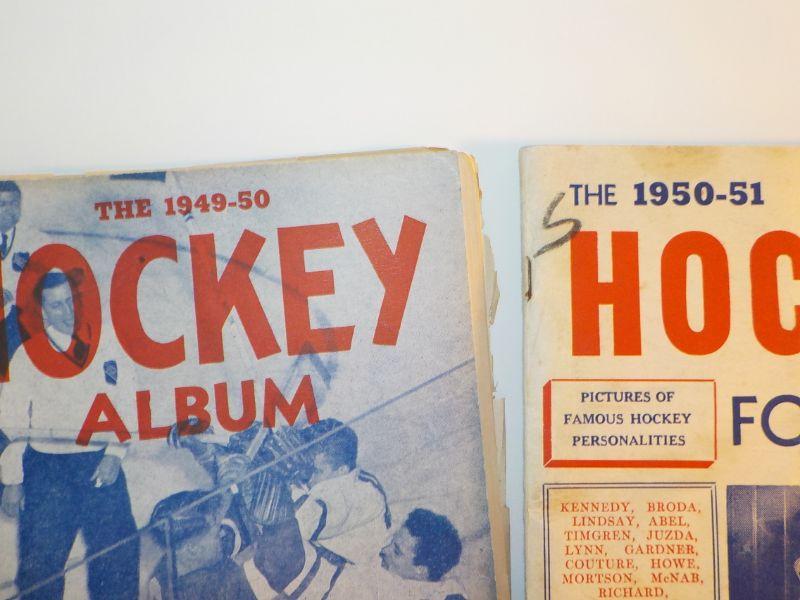 THE 1949-50
HOCKEY
ALBUM
THE 1950-51
HOC
PICTURES OF
FAMOUS HOCKEY
PERSONALITIES
FO
KENNEDY, BRODA,
LINDSAY, ABEL,
TIMGREN, JUZDA,
LYNN, GARDNER,
COUTURE, HOWE,
MORTSON, McNAB,
RICHARD,